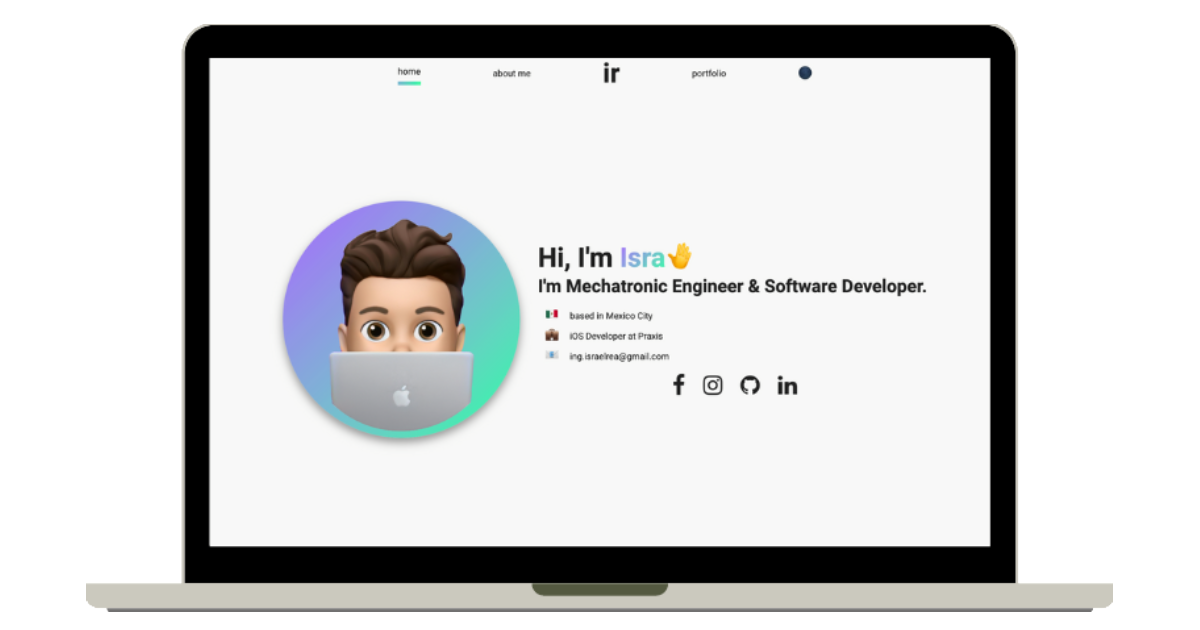 home
about me
ir
portfolio
Hi, I'm Isra
I'm Mechatronic Engineer & Software Developer.
based in Mexico City
iOS Developer at Praxis
ing.israelrea@gmail.com